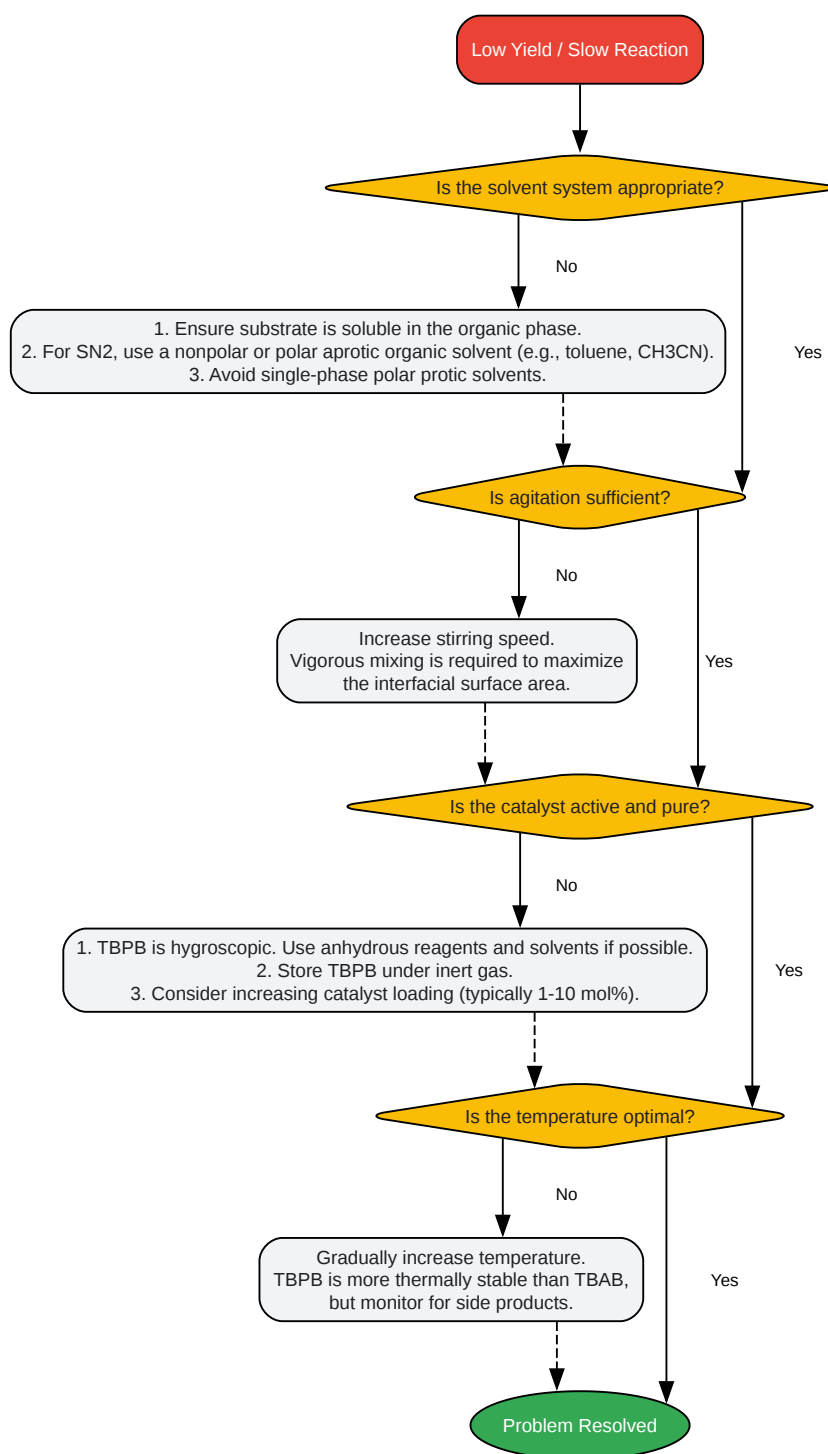 Low Yield / Slow Reaction
Is the solvent system appropriate?
No
1. Ensure substrate is soluble in the organic phase.
2. For SN2, use a nonpolar or polar aprotic organic solvent (e.g., toluene, CH3CN).
3. Avoid single-phase polar protic solvents.
Yes
Is agitation sufficient?
No
Increase stirring speed.
Vigorous mixing is required to maximize
the interfacial surface area.
Yes
Is the catalyst active and pure?
No
1. TBPB is hygroscopic. Use anhydrous reagents and solvents if possible.
2. Store TBPB under inert gas.
3. Consider increasing catalyst loading (typically 1-10 mol%).
Yes
Is the temperature optimal?
No
Gradually increase temperature.
TBPB is more thermally stable than TBAB,
but monitor for side products.
Yes
Problem Resolved